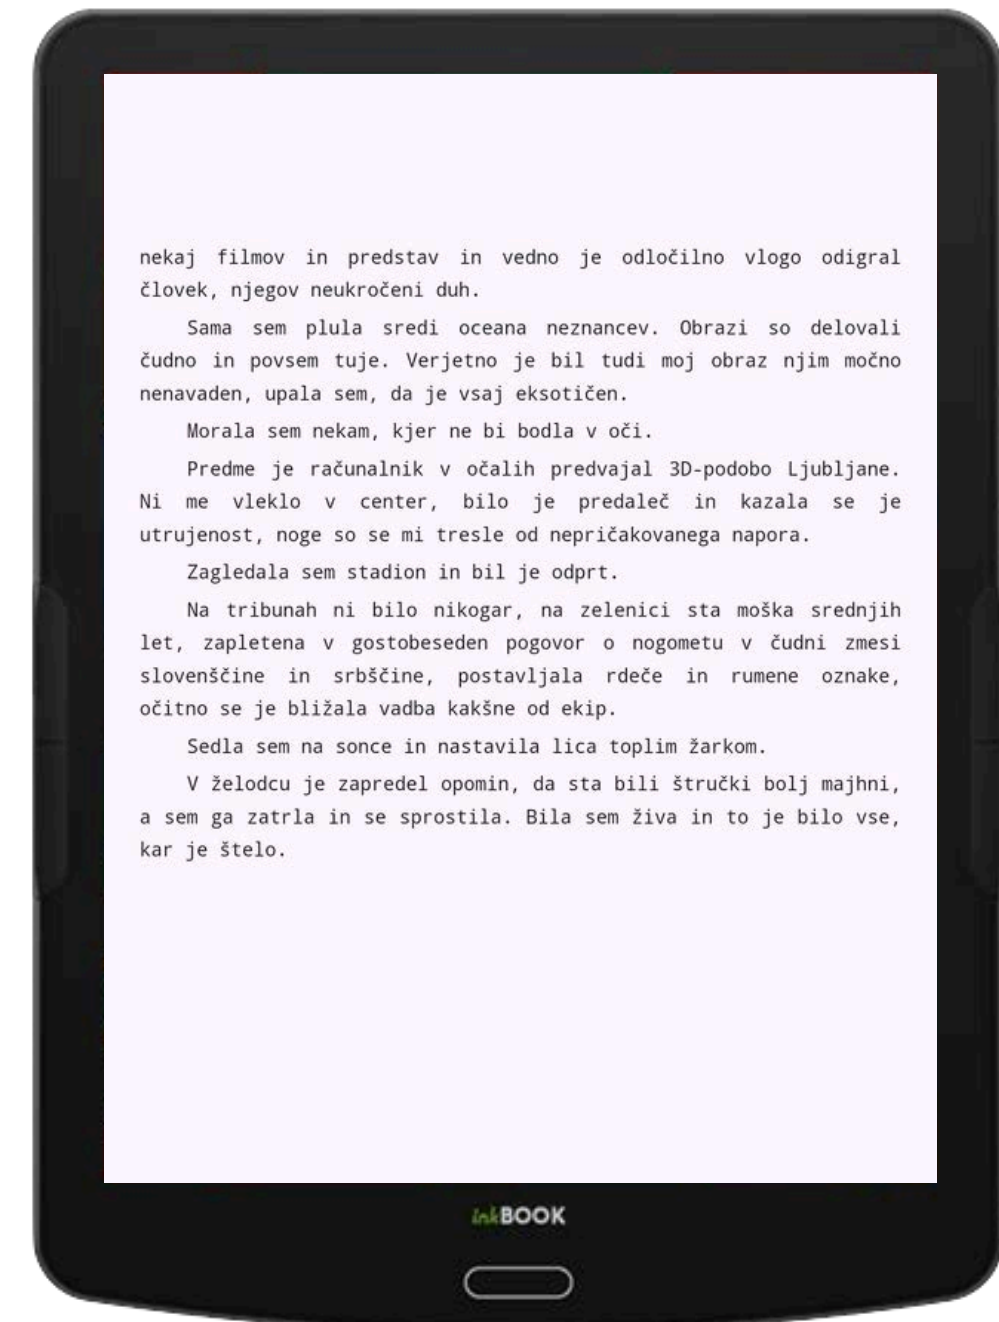 nekaj filmov in predstav in vedno je odločilno vlogo odigral
človek, njegov neukročeni duh.
Sama sem plula sredi oceana neznancev. Obrazi so delovali
čudno in povsem tuje. Verjetno je bil tudi moj obraz njim močno
nenavaden, upala sem, da je vsaj eksotičen.
Morala sem nekam, kjer ne bi bodla v oči.
Predme je računalnik v očalih predvajal 3D-podobo Ljubljane.
Ni me vleklo v center, bilo je predaleč in kazala se je
utrujenost, noge so se mi tresle od nepričakovanega napora.
Zagledala sem stadion in bil je odprt.
Na tribunah ni bilo nikogar, na zelenici sta moška srednjih
let, zapletena v gostobeseden pogovor o nogometu v čudni zmesi
slovenščine in srbščine, postavljala rdeče in rumene oznake,
očitno se je bližala vadba kakšne od ekip.
Sedla sem na sonce in nastavila lica toplim žarkom.
V želodcu je zapredel opomin, da sta bili štručki bolj majhni,
a sem ga zatrla in se sprostila. Bila sem živa in to je bilo vse,
kar je štelo.
inkBOOK